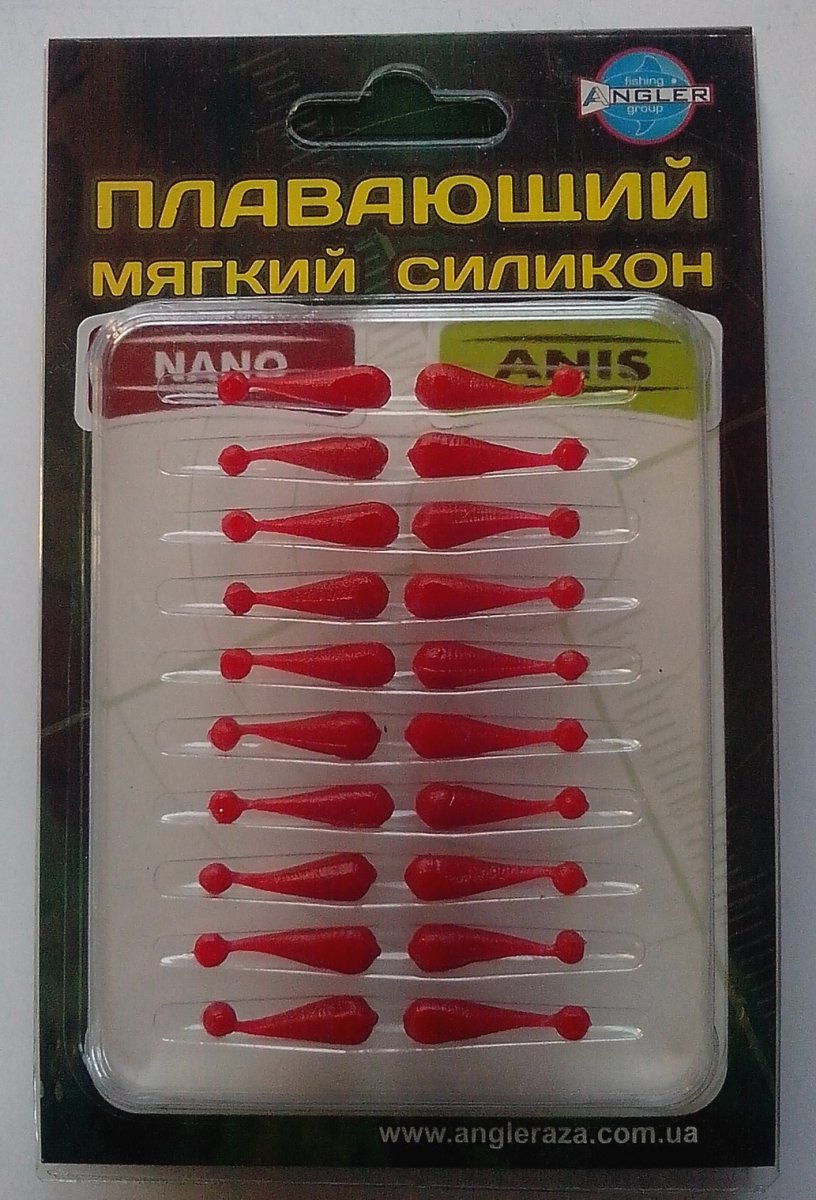 fishing
ANGLER
group
ПЛАВАЮЩИЙ
МЯГКИЙ СИЛИКОН
NANO ANIS
www.angleraza.com.ua